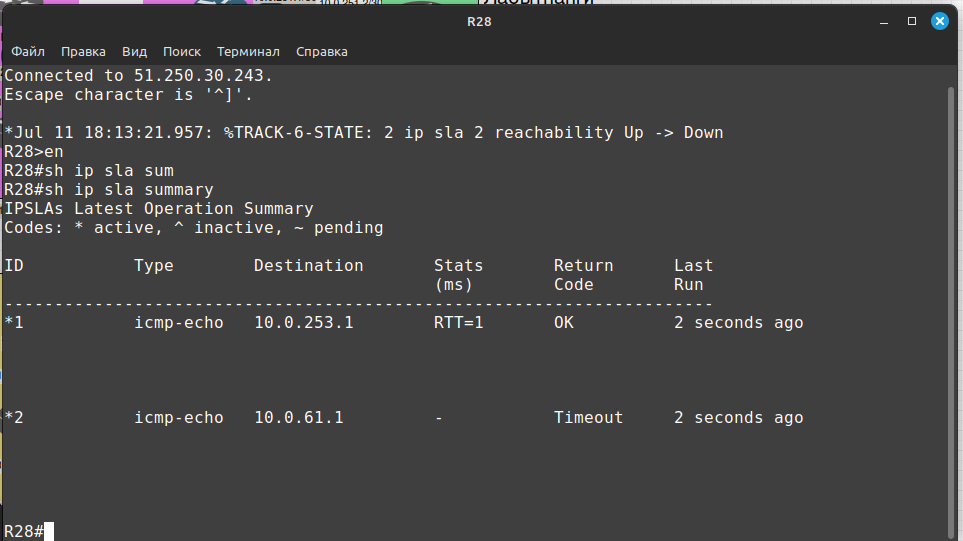 R28
Файл Правка Вид Поиск Терминал Справка
Connected to 51.250.30.243.
Escape character is '^]'.
*Jul 11 18:13:21.957: %TRACK-6-STATE: 2 ip sla 2 reachability Up -> Down
R28>en
R28#sh ip sla sum
R28#sh ip sla summary
IPSLAs Latest Operation Summary
Codes: * active, ^ inactive, ~ pending
ID Type Destination Stats Return Last
(ms) Code Run
-----------------------------------------------------------------------
*1 icmp-echo 10.0.253.1 RTT=1 OK 2 seconds ago
*2 icmp-echo 10.0.61.1 - Timeout 2 seconds ago
R28#